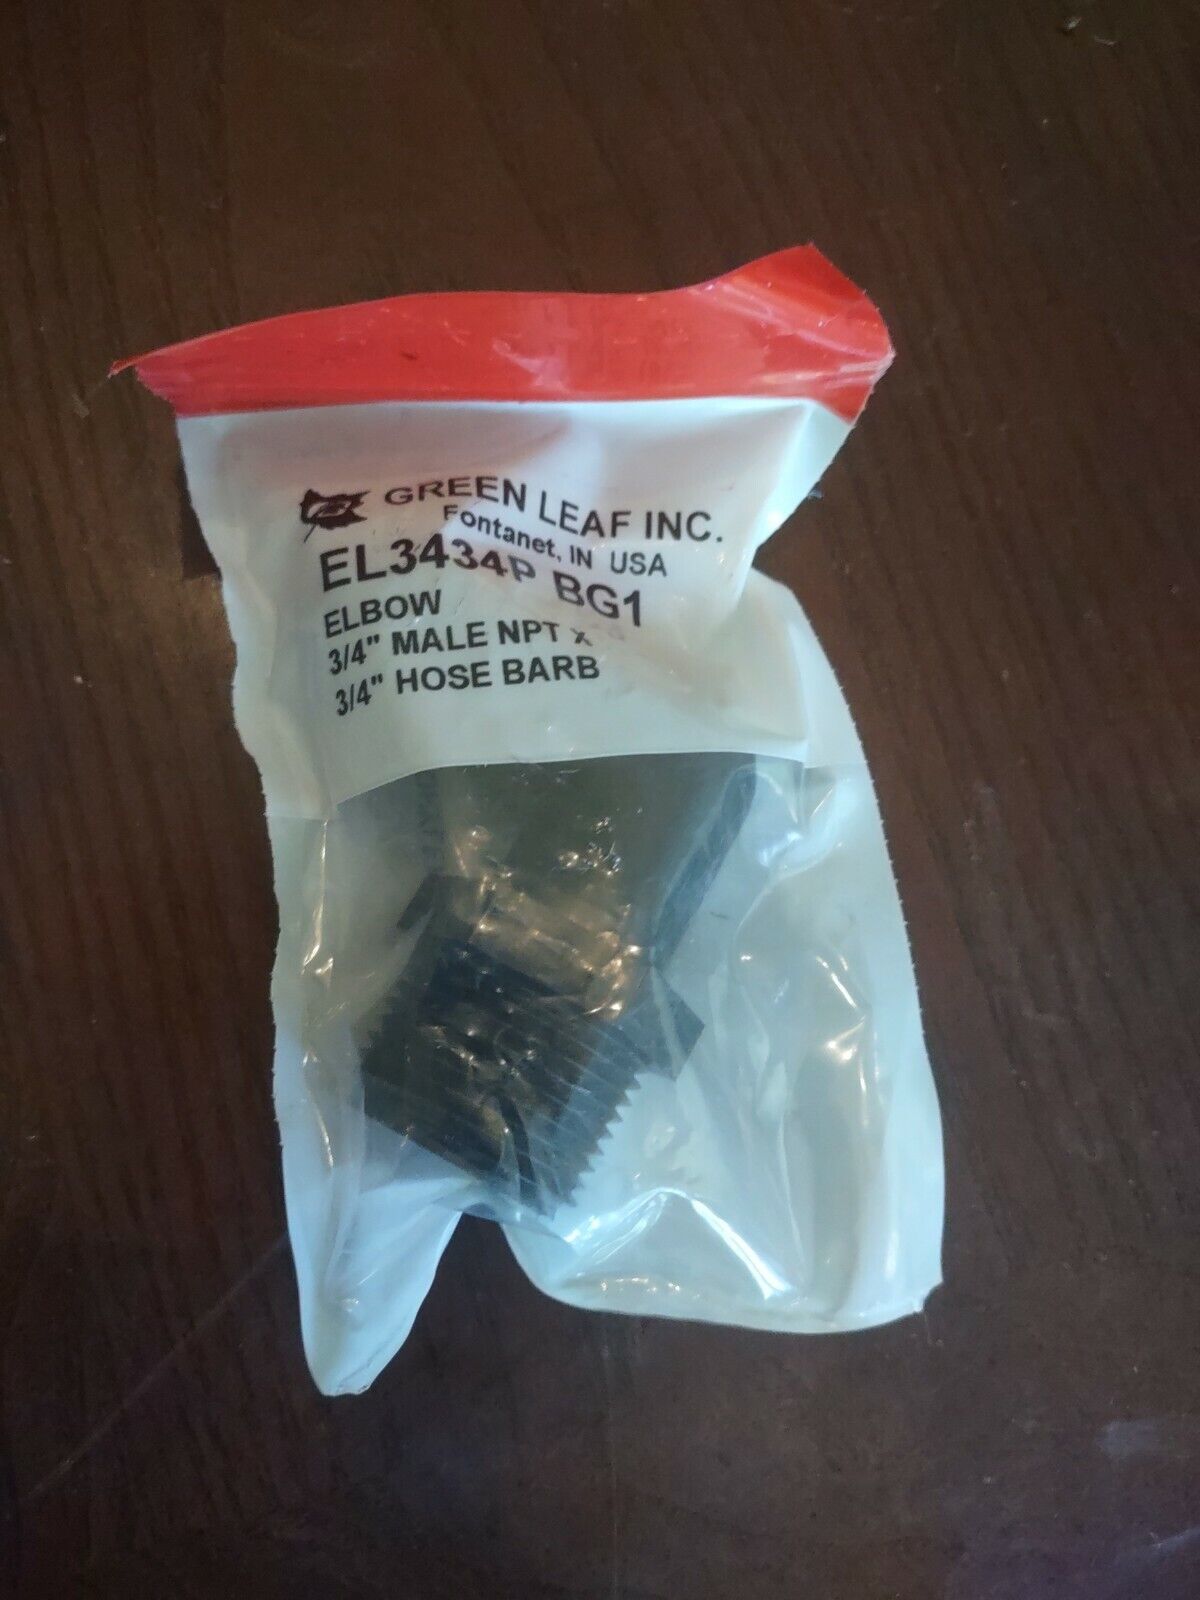 GREEN LEAF INC.
Fontanet, IN USA
EL3434P BG1
ELBOW
3/4" MALE NPT x
3/4" HOSE BARB